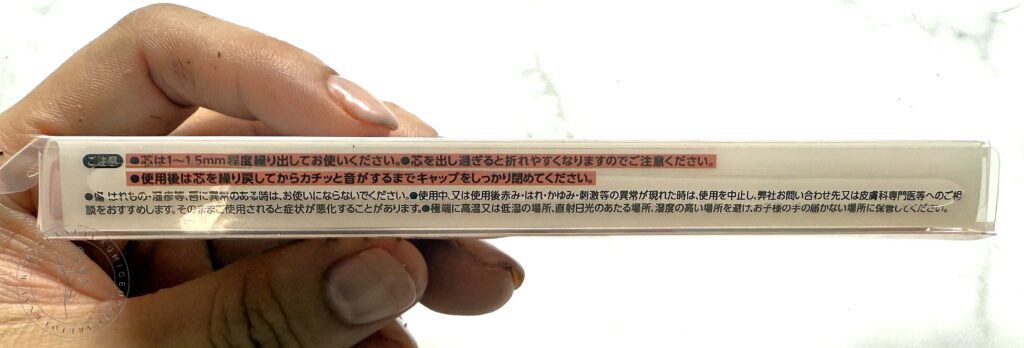 ご注意 ●芯は1〜1.5mm程度繰り出してお使いください。●芯を出し過ぎると折れやすくなりますのでご注意ください。
●使用後は芯を繰り戻してからカチッと音がするまでキャップをしっかり閉めてください。
●傷、はれもの・湿疹等、唇に異常のある時は、お使いにならないでください。●使用中、又は使用後赤み・はれ・かゆみ・刺激等の異常が現れた時は、使用を中止し、弊社お問い合わせ先又は皮膚科専門医等へのご相
談をおすすめします。そのままご使用されると症状が悪化することがあります。●極端に高温又は低温の場所、直射日光のあたる場所、湿度の高い場所を避け、お子様の手の届かない場所に保管してください。